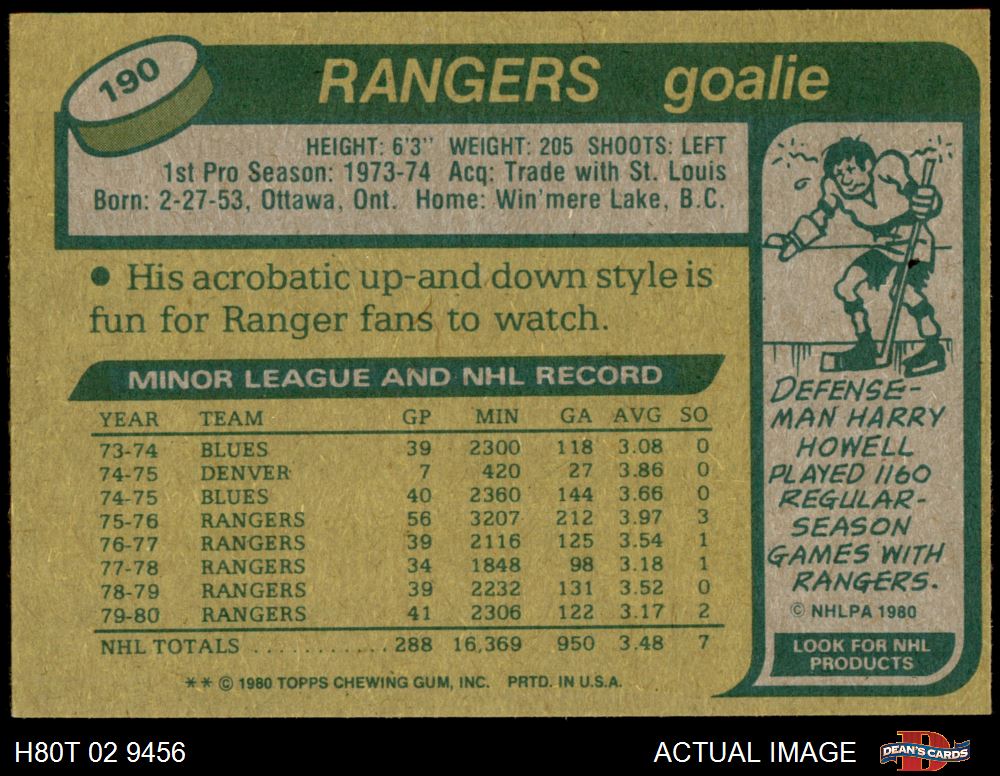 190
RANGERS goalie
HEIGHT: 6'3" WEIGHT: 205 SHOOTS: LEFT
1st Pro Season: 1973-74 Acq: Trade with St. Louis
Born: 2-27-53, Ottawa, Ont. Home: Win'mere Lake, B.C.
• His acrobatic up-and down style is
fun for Ranger fans to watch.
MINOR LEAGUE AND NHL RECORD
YEAR TEAM GP MIN GA AVG SO
73-74 BLUES 39 2300 118 3.08 0
74-75 DENVER 7 420 27 3.86 0
74-75 BLUES 40 2360 144 3.66 0
75-76 RANGERS 56 3207 212 3.97 3
76-77 RANGERS 39 2116 125 3.54 1
77-78 RANGERS 34 1848 98 3.18 1
78-79 RANGERS 39 2232 131 3.52 0
79-80 RANGERS 41 2306 122 3.17 2
NHL TOTALS ............ 288 16,369 950 3.48 7
** © 1980 TOPPS CHEWING GUM, INC. PRTD. IN U.S.A.
DEFENSE-
MAN HARRY
HOWELL
PLAYED 1160
REGULAR-
SEASON
GAMES WITH
RANGERS.
© NHLPA 1980
LOOK FOR NHL
PRODUCTS
H80T 02 9456 ACTUAL IMAGE
D
DEAN'S CARDS